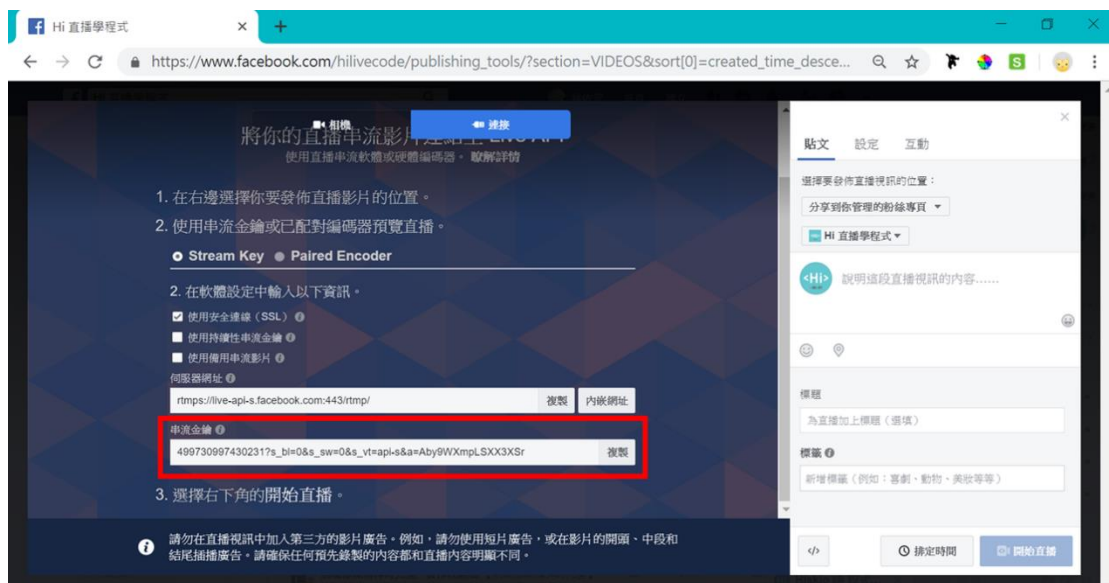 Hi 直播學程式
https://www.facebook.com/hilivecode/publishing_tools/?section=VIDEOS&sort[0]=created_time_desce...
S
相機
連接
將你的直播串流影片連結至 Live API
使用直播串流軟體或硬體編碼器。 瞭解詳情
1. 在右邊選擇你要發佈直播影片的位置。
2. 使用串流金鑰或已配對編碼器預覽直播。
Stream Key Paired Encoder
2. 在軟體設定中輸入以下資訊。
使用安全連線（SSL）
使用持續性串流金鑰
使用備用串流影片
伺服器網址
rtmps://live-api-s.facebook.com:443/rtmp/ 複製 內嵌網址
串流金鑰
499730997430231?s_bl=0&s_sw=0&s_vt=api-s&a=Aby9WXmpLSXX3XSr 複製
3. 選擇右下角的開始直播。
請勿在直播視訊中加入第三方的影片廣告。例如，請勿使用短片廣告，或在影片的開頭、中段和
結尾插播廣告。請確保任何預先錄製的內容都和直播內容明顯不同。
貼文 設定 互動
選擇要發佈直播視訊的位置：
分享到你管理的粉絲專頁
Hi 直播學程式
<Hi> 說明這段直播視訊的內容......
標題
為直播加上標題（選填）
標籤
新增標籤（例如：喜劇、動物、美妝等等）
</> 排定時間 開始直播